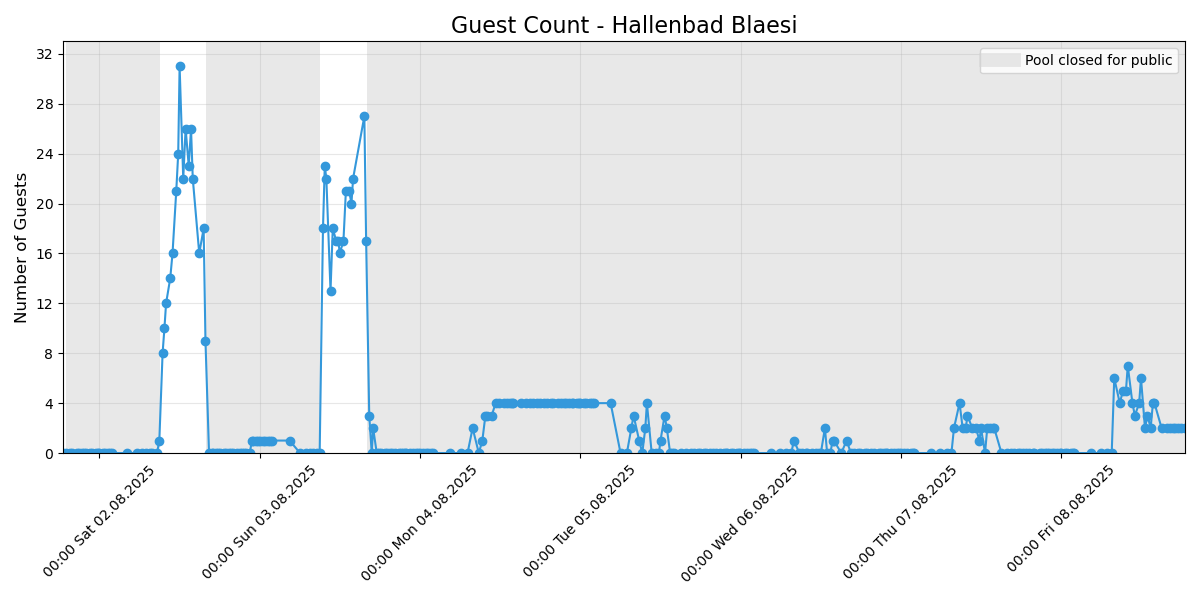 Guest Count - Hallenbad Blaesi
Pool closed for public
Number of Guests
32
28
24
20
16
12
8
4
0
00:00 Sat 02.08.2025
00:00 Sun 03.08.2025
00:00 Mon 04.08.2025
00:00 Tue 05.08.2025
00:00 Wed 06.08.2025
00:00 Thu 07.08.2025
00:00 Fri 08.08.2025